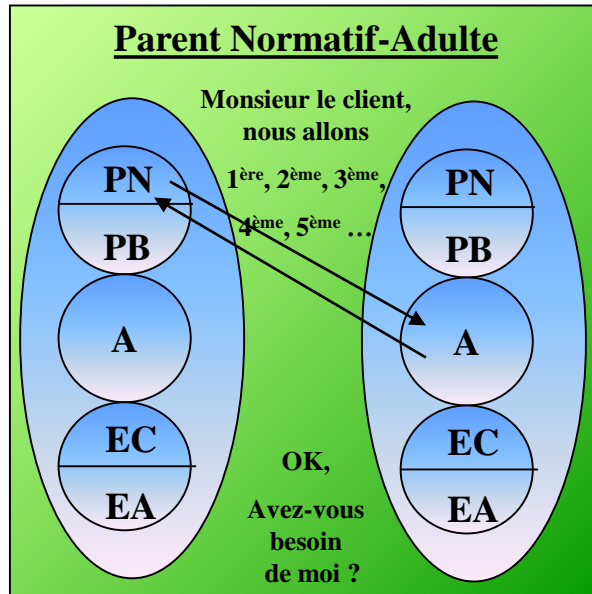 Parent Normatif-Adulte
Monsieur le client,
nous allons
1ère, 2ème, 3ème,
4ème, 5ème ...
PN
PB
A
EC
EA
PN
PB
A
EC
EA
OK,
Avez-vous
besoin
de moi ?